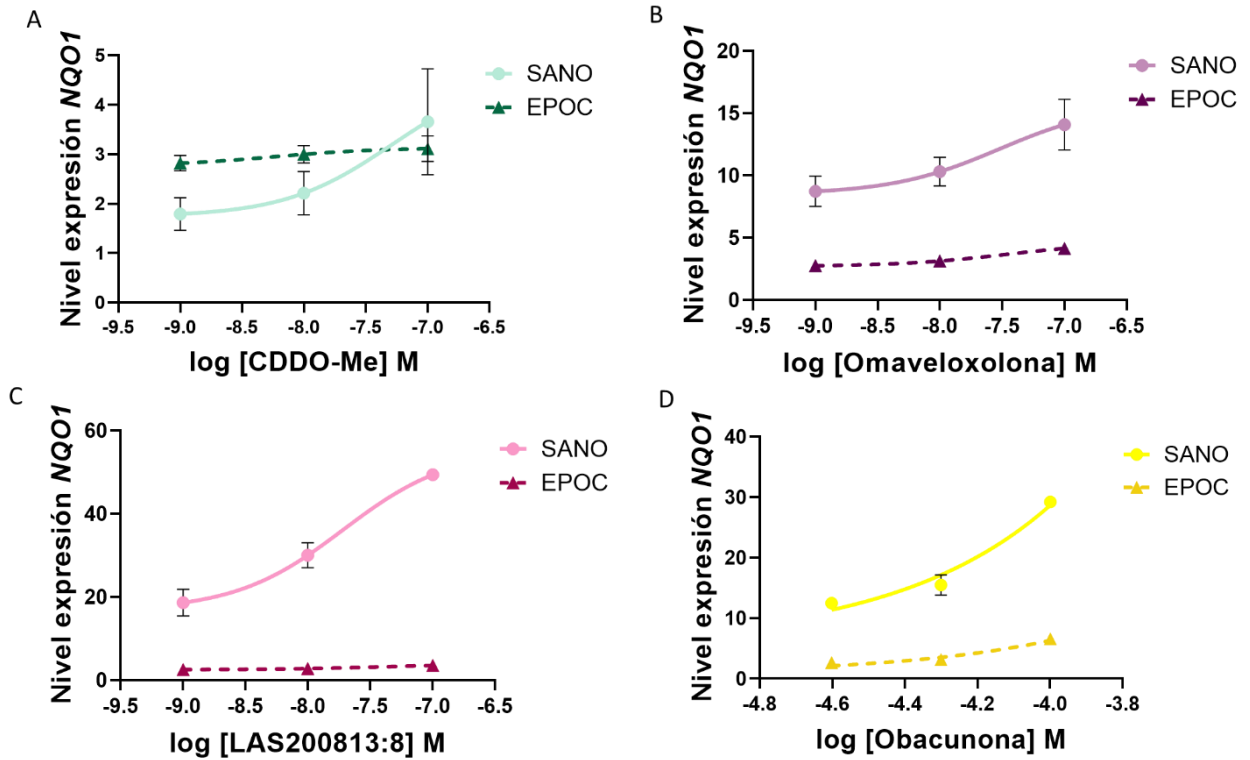 A
Nivel expresión NQO1
5
4
3
2
1
0
-9.5 -9.0 -8.5 -8.0 -7.5 -7.0 -6.5
log [CDDO-Me] M
SANO
EPOC
B
Nivel expresión NQO1
20
15
10
5
0
-9.5 -9.0 -8.5 -8.0 -7.5 -7.0 -6.5
log [Omaveloxolona] M
SANO
EPOC
C
Nivel expresión NQO1
60
40
20
0
-9.5 -9.0 -8.5 -8.0 -7.5 -7.0 -6.5
log [LAS200813:8] M
SANO
EPOC
D
Nivel expresión NQO1
40
30
20
10
0
-4.8 -4.6 -4.4 -4.2 -4.0 -3.8
log [Obacunona] M
SANO
EPOC